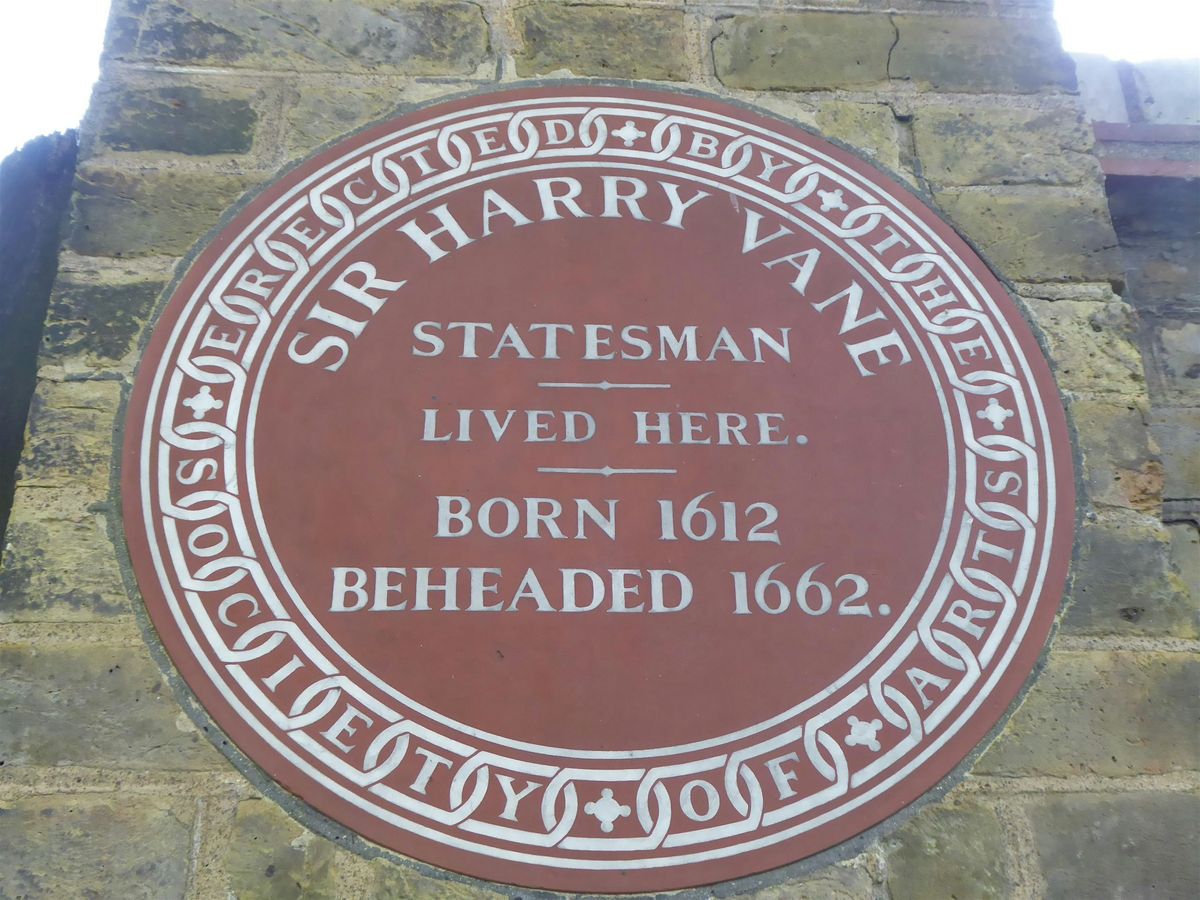 SIR HARRY VANE
STATESMAN
LIVED HERE.
BORN 1612
BEHEADED 1662.
ERECTED BY THE SOCIETY OF ARTS